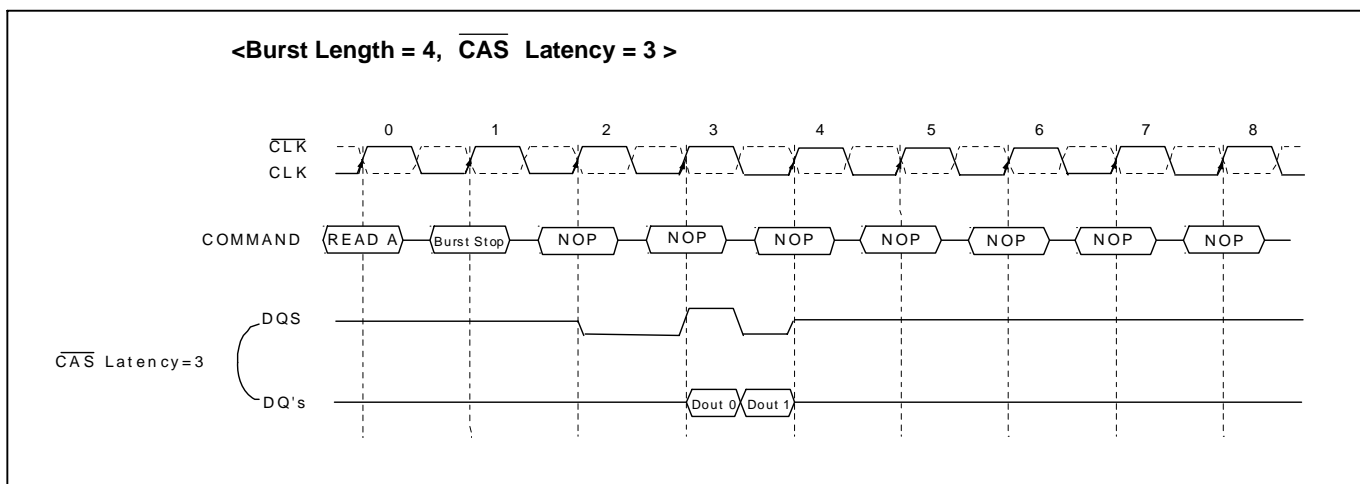 <Burst Length = 4, CAS Latency = 3 >
0 1 2 3 4 5 6 7 8
CLK
CLK
COMMAND READ A Burst Stop NOP NOP NOP NOP NOP NOP NOP
DQS
CAS Latency=3
DQ's Dout 0 Dout 1